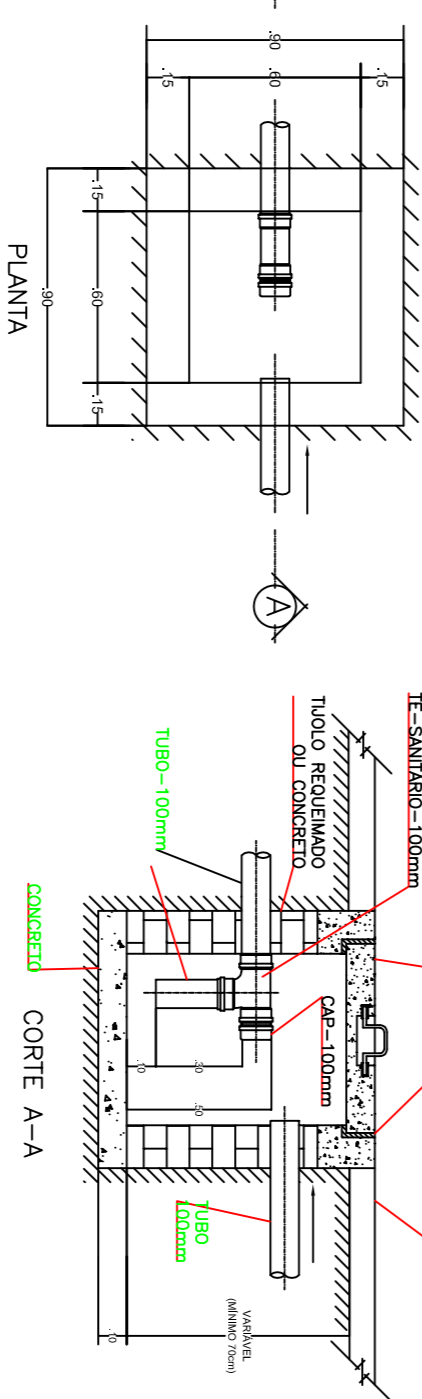 .90
.60
.15
.15
.15
.60
.15
.90
PLANTA
A
TE-SANITÁRIO-100mm
TIJOLO REQUEIMADO
OU CONCRETO
TUBO-100mm
CAP-100mm
CONCRETO
.10
.30
.50
TUBO
100mm
VARIÁVEL
(MÍNIMO 70cm)
.10
CORTE A-A